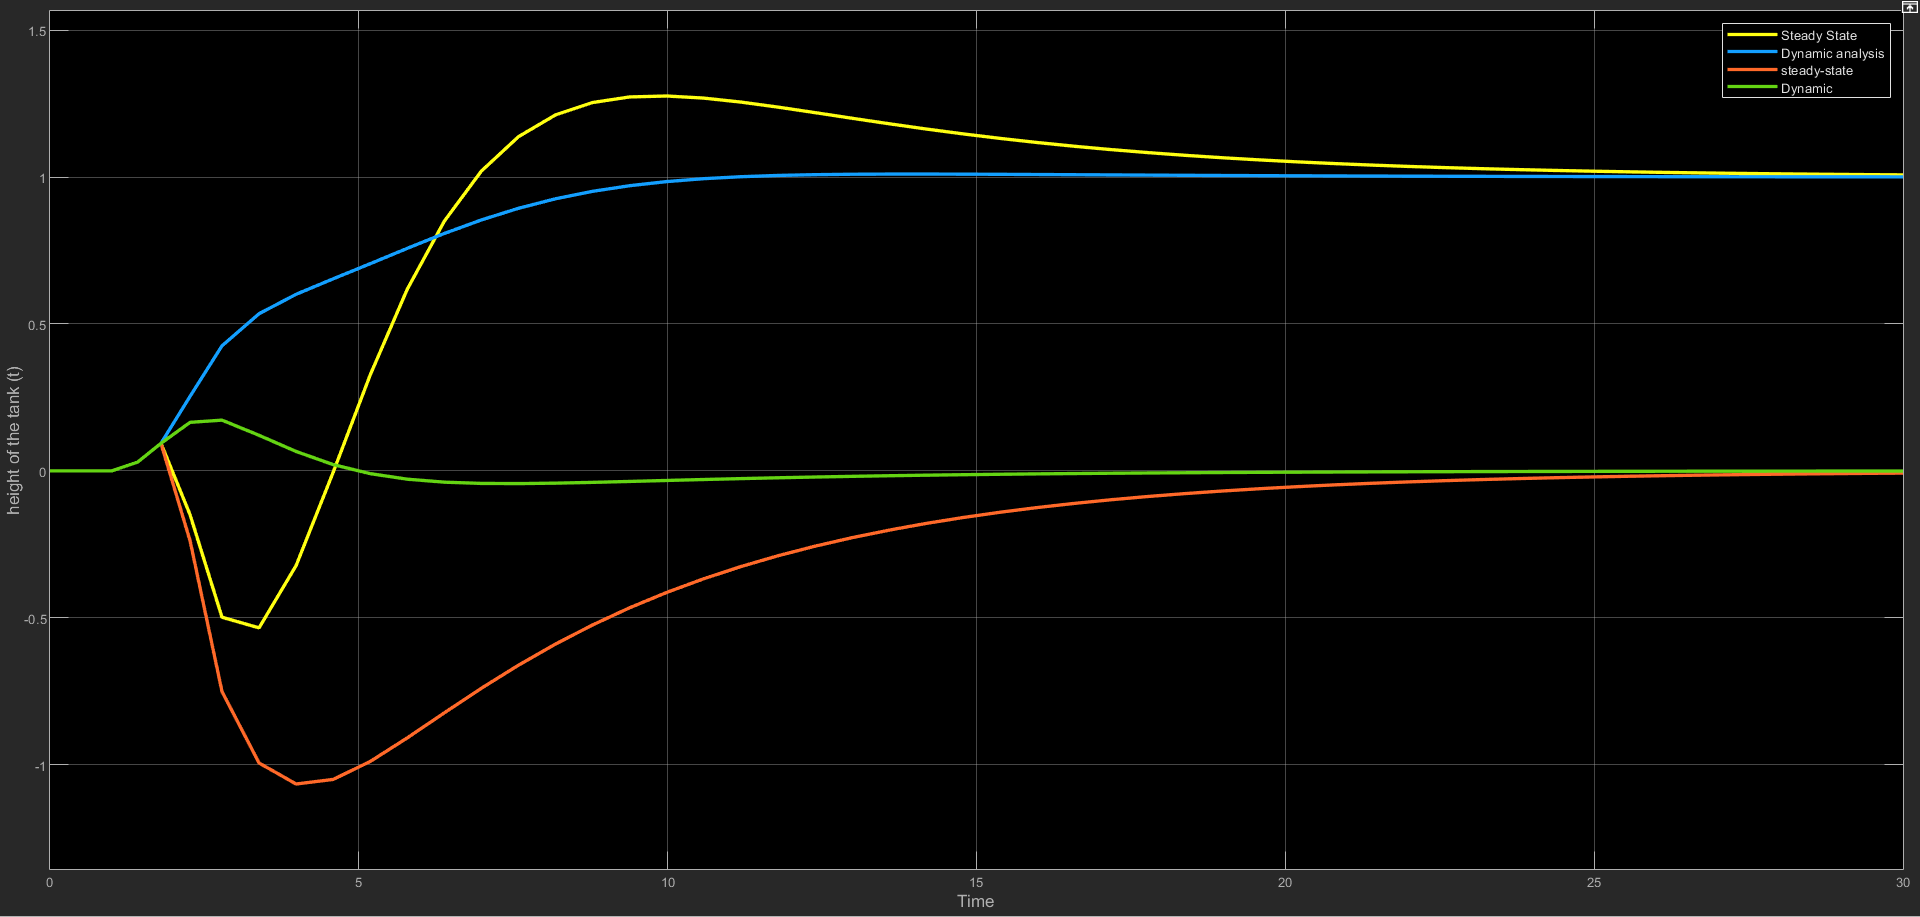 1.5
1
0.5
0
-0.5
-1
height of the tank (t)
Steady State
Dynamic analysis
steady-state
Dynamic
0 5 10 15 20 25 30
Time